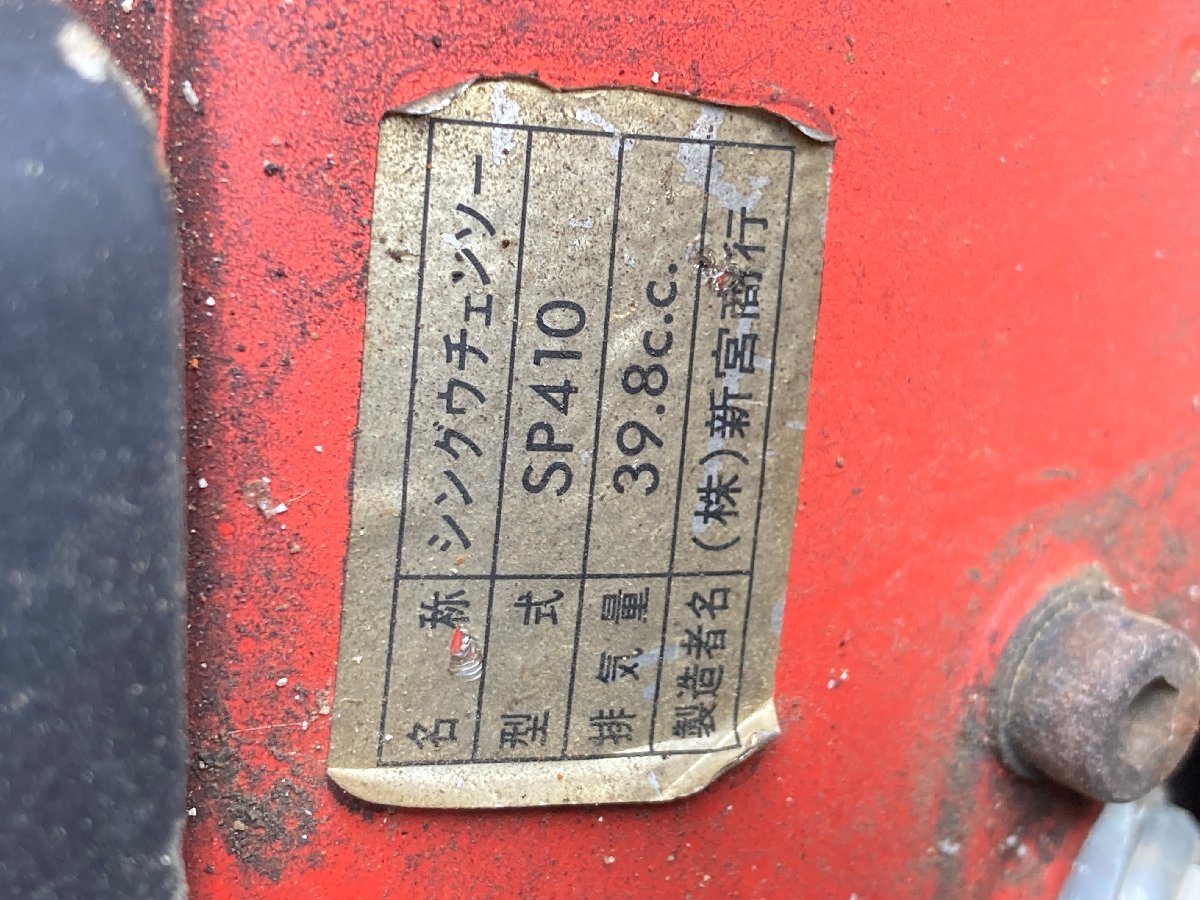 名称 シングウチェンソー
型式 SP410
排気量 39.8c.c.
製造者名 (株)新宮商行